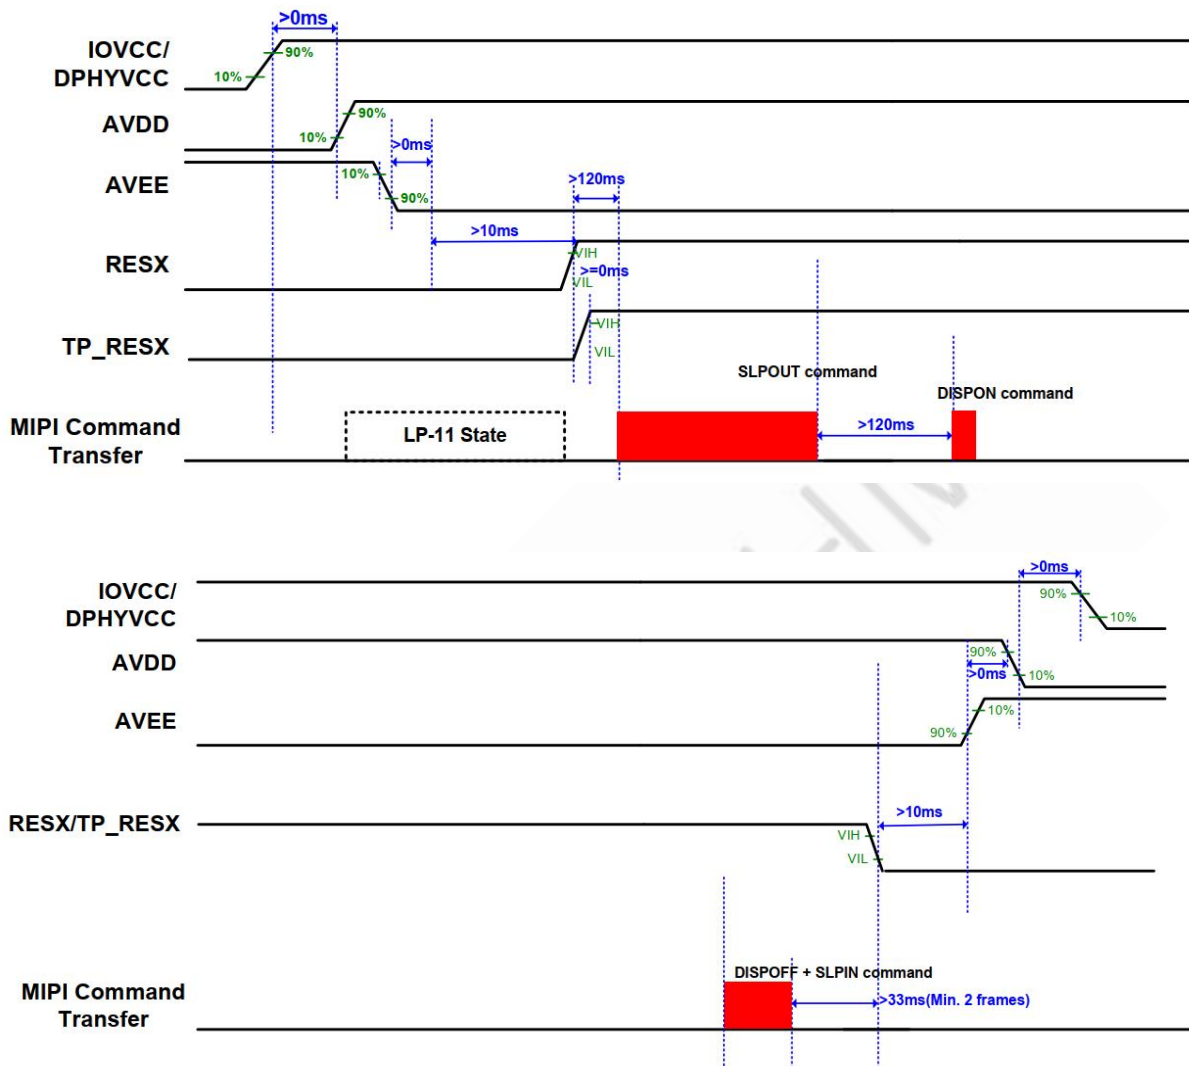 >0ms
IOVCC/
DPHYVCC
90%
10%
AVDD
90%
10%
>0ms
AVEE
10%
90%
>120ms
>10ms
RESX
VIH
>=0ms
VIL
TP_RESX
VIH
VIL
SLPOUT command
DISPON command
MIPI Command
Transfer
LP-11 State
>120ms
>0ms
IOVCC/
DPHYVCC
90%
10%
AVDD
90%
>0ms
10%
AVEE
10%
90%
RESX/TP_RESX
>10ms
VIH
VIL
DISPOFF + SLPIN command
MIPI Command
Transfer
>33ms(Min. 2 frames)